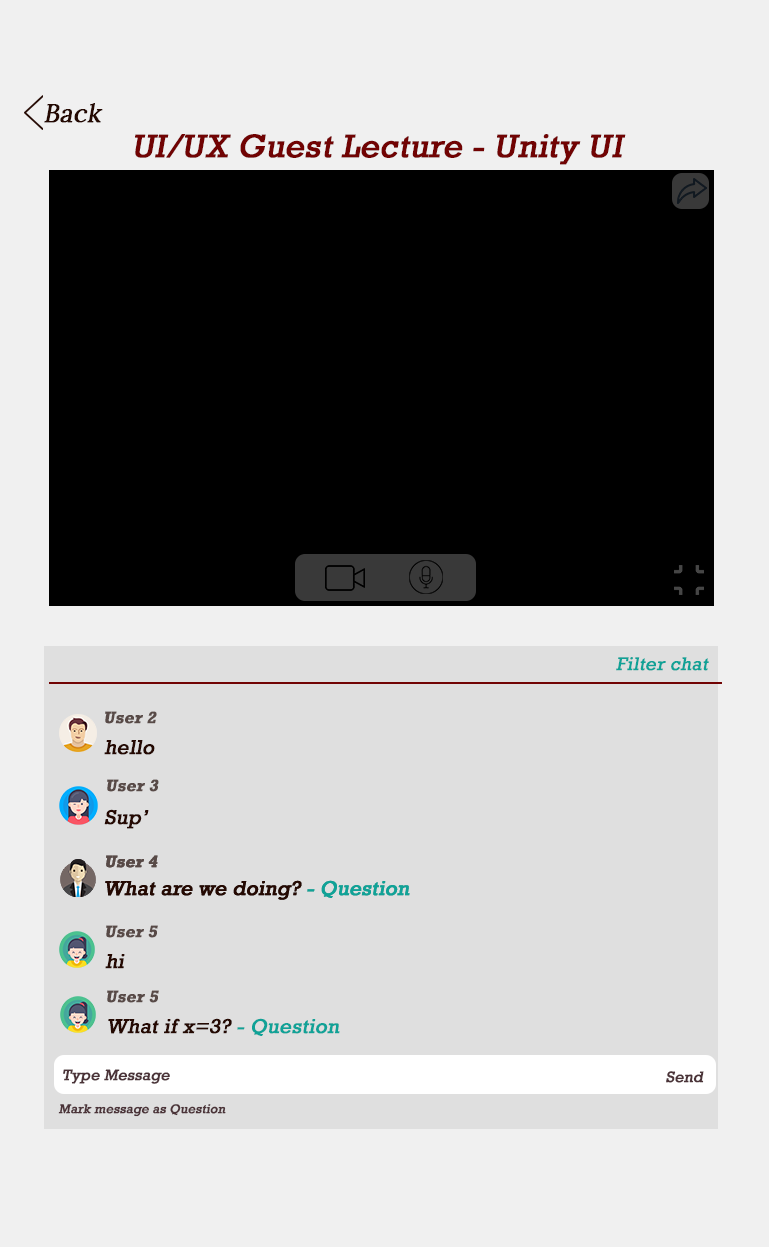 Back
UI/UX Guest Lecture - Unity UI
Filter chat
User 2
hello
User 3
Sup’
User 4
What are we doing? - Question
User 5
hi
User 5
What if x=3? - Question
Type Message Send
Mark message as Question